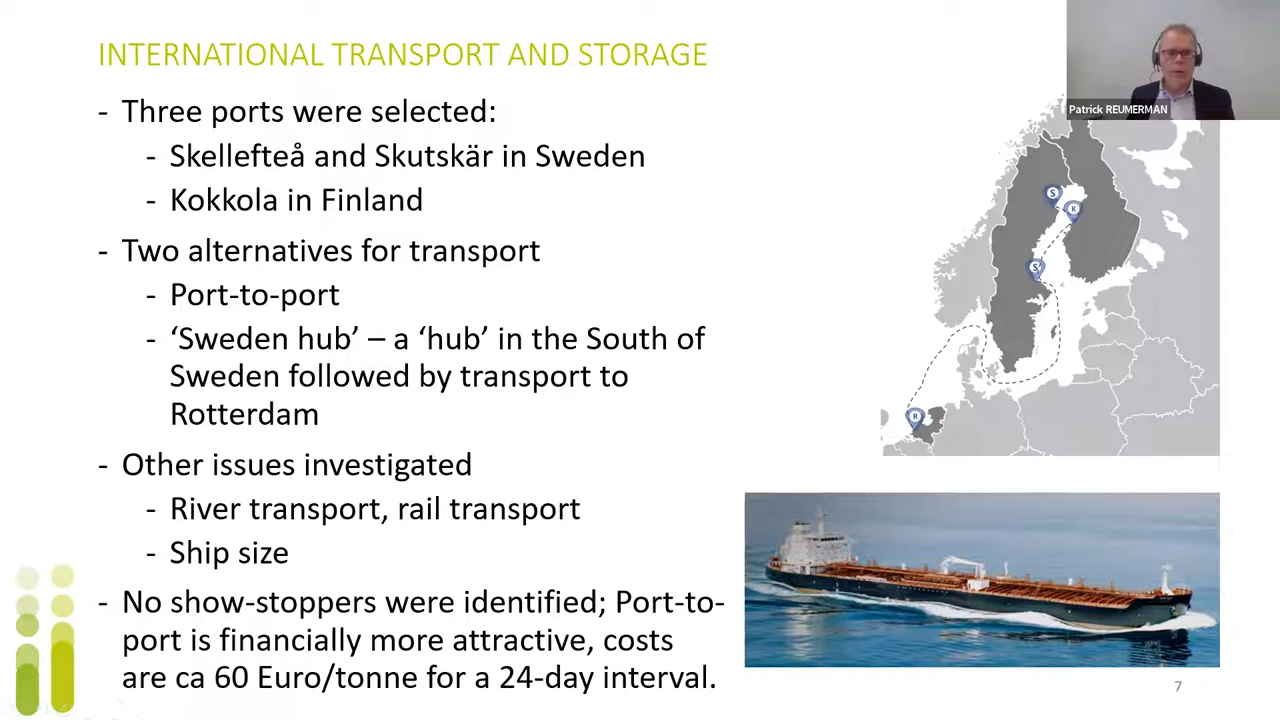 INTERNATIONAL TRANSPORT AND STORAGE
- Three ports were selected:
- Skellefteå and Skutskär in Sweden
- Kokkola in Finland
- Two alternatives for transport
- Port-to-port
- ‘Sweden hub’ – a ‘hub’ in the South of
Sweden followed by transport to
Rotterdam
- Other issues investigated
- River transport, rail transport
- Ship size
- No show-stoppers were identified; Port-to-
port is financially more attractive, costs
are ca 60 Euro/tonne for a 24-day interval.
Patrick REUMERMAN
S
K
S
R
7